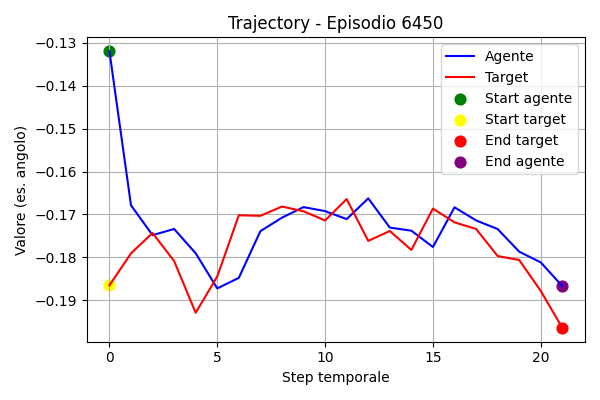 Trajectory - Episodio 6450
Agente
Target
Start agente
Start target
End target
End agente
Valore (es. angolo)
−0.13
−0.14
−0.15
−0.16
−0.17
−0.18
−0.19
0 5 10 15 20
Step temporale